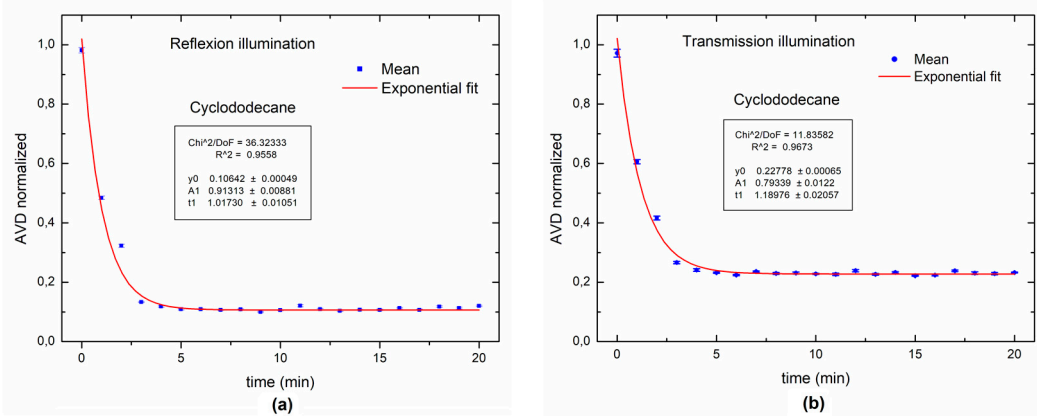 Reflexion illumination
Mean
Exponential fit
Cyclododecane
Chi^2/DoF = 36.32333
R^2 = 0.9558
y0 0.10642 ± 0.00049
A1 0.91313 ± 0.00881
t1 1.01730 ± 0.01051
AVD normalized
1,0
0,8
0,6
0,4
0,2
0,0
0 5 10 15 20
time (min)
(a)
Transmission illumination
Mean
Exponential fit
Cyclododecane
Chi^2/DoF = 11.83582
R^2 = 0.9673
y0 0.22778 ± 0.00065
A1 0.79339 ± 0.0122
t1 1.18976 ± 0.02057
AVD normalized
1,0
0,8
0,6
0,4
0,2
0,0
0 5 10 15 20
time (min)
(b)